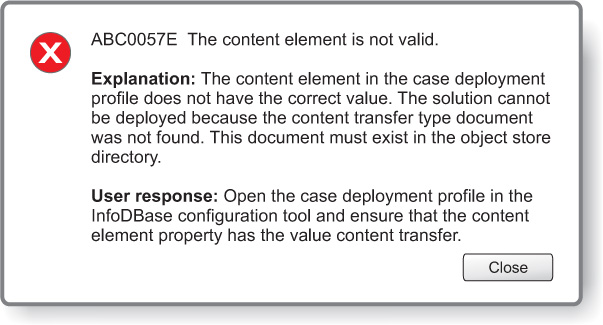 ABC0057E The content element is not valid.
Explanation: The content element in the case deployment
profile does not have the correct value. The solution cannot
be deployed because the content transfer type document
was not found. This document must exist in the object store
directory.
User response: Open the case deployment profile in the
InfoDBase configuration tool and ensure that the content
element property has the value content transfer.
Close